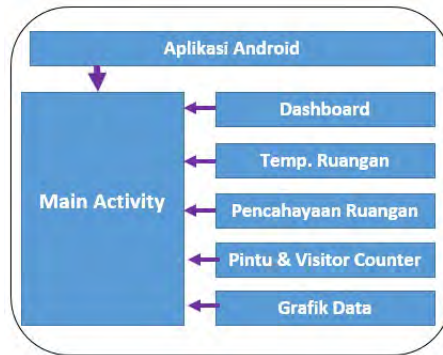 Aplikasi Android
Dashboard
Temp. Ruangan
Main Activity
Pencahayaan Ruangan
Pintu & Visitor Counter
Grafik Data